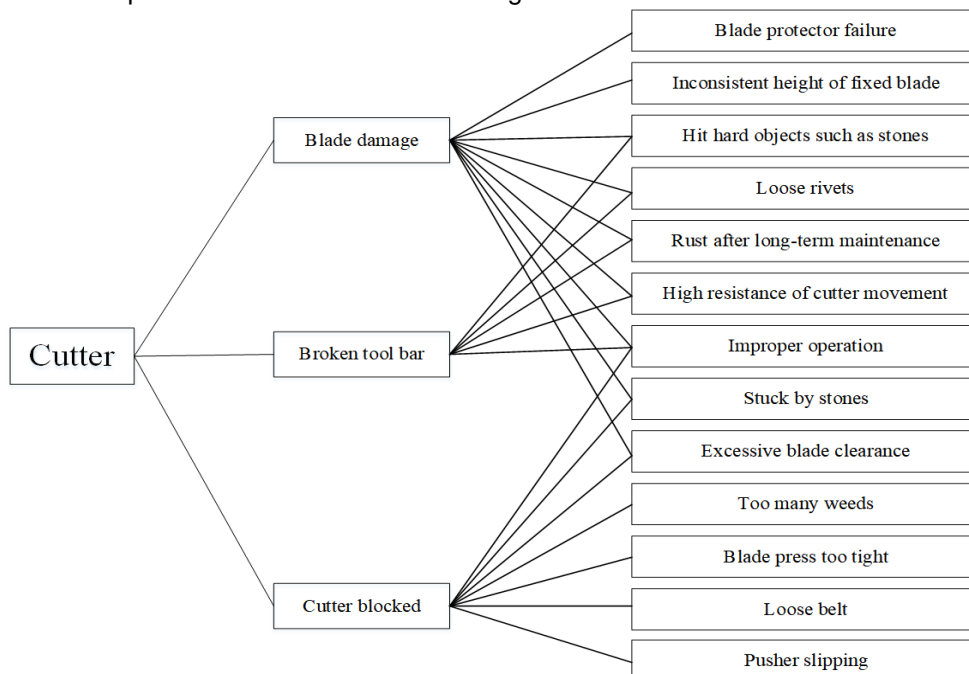 Blade protector failure
Inconsistent height of fixed blade
Blade damage
Hit hard objects such as stones
Loose rivets
Rust after long-term maintenance
High resistance of cutter movement
Cutter
Broken tool bar
Improper operation
Stuck by stones
Excessive blade clearance
Too many weeds
Blade press too tight
Cutter blocked
Loose belt
Pusher slipping